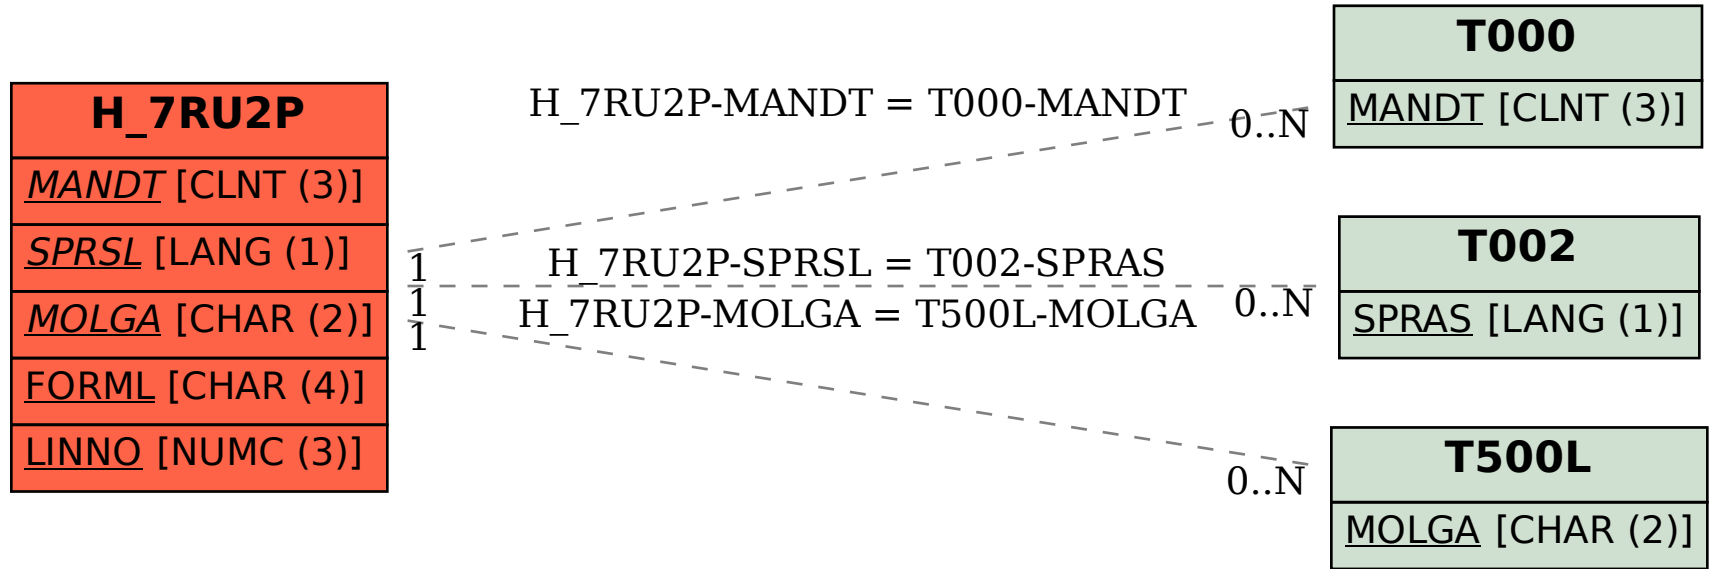 H_7RU2P
MANDT [CLNT (3)]
SPRSL [LANG (1)]
MOLGA [CHAR (2)]
FORML [CHAR (4)]
LINNO [NUMC (3)]
H_7RU2P-MANDT = T000-MANDT
1
0..N
H_7RU2P-SPRSL = T002-SPRAS
1
0..N
H_7RU2P-MOLGA = T500L-MOLGA
1
0..N
T000
MANDT [CLNT (3)]
T002
SPRAS [LANG (1)]
T500L
MOLGA [CHAR (2)]